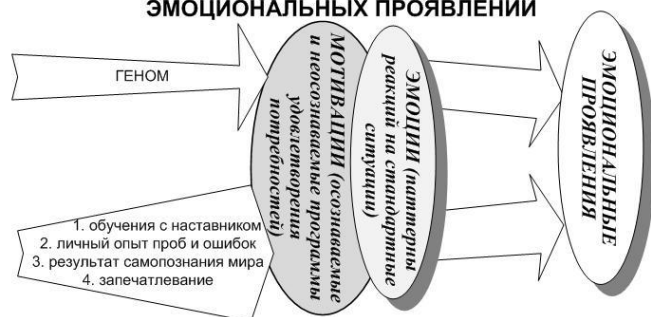 ЭМОЦИОНАЛЬНЫХ ПРОЯВЛЕНИЙ
ГЕНОМ
1. обучения с наставником
2. личный опыт проб и ошибок
3. результат самопознания мира
4. запечатлевание
МОТИВАЦИИ (осознаваемые
и неосознаваемые программы
удовлетворения
потребностей)
ЭМОЦИИ (паттерны
реакций на стандартные
ситуации)
ЭМОЦИОНАЛЬНЫЕ
ПРОЯВЛЕНИЯ